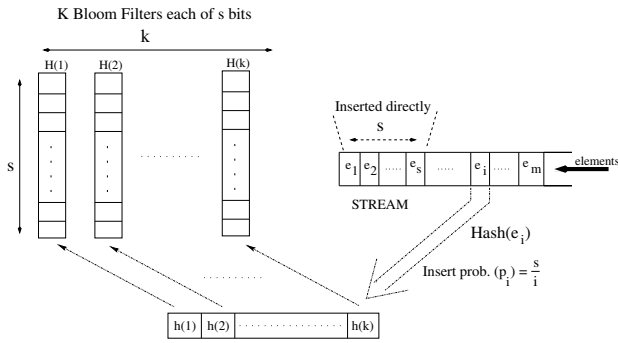 K Bloom Filters each of s bits
k
H(1) H(2) H(k)
s
Inserted directly
s
e1 e2 ..... es ..... ei ..... em
elements
STREAM
Hash(ei)
Insert prob. (pi) = s/i
h(1) h(2) h(k)